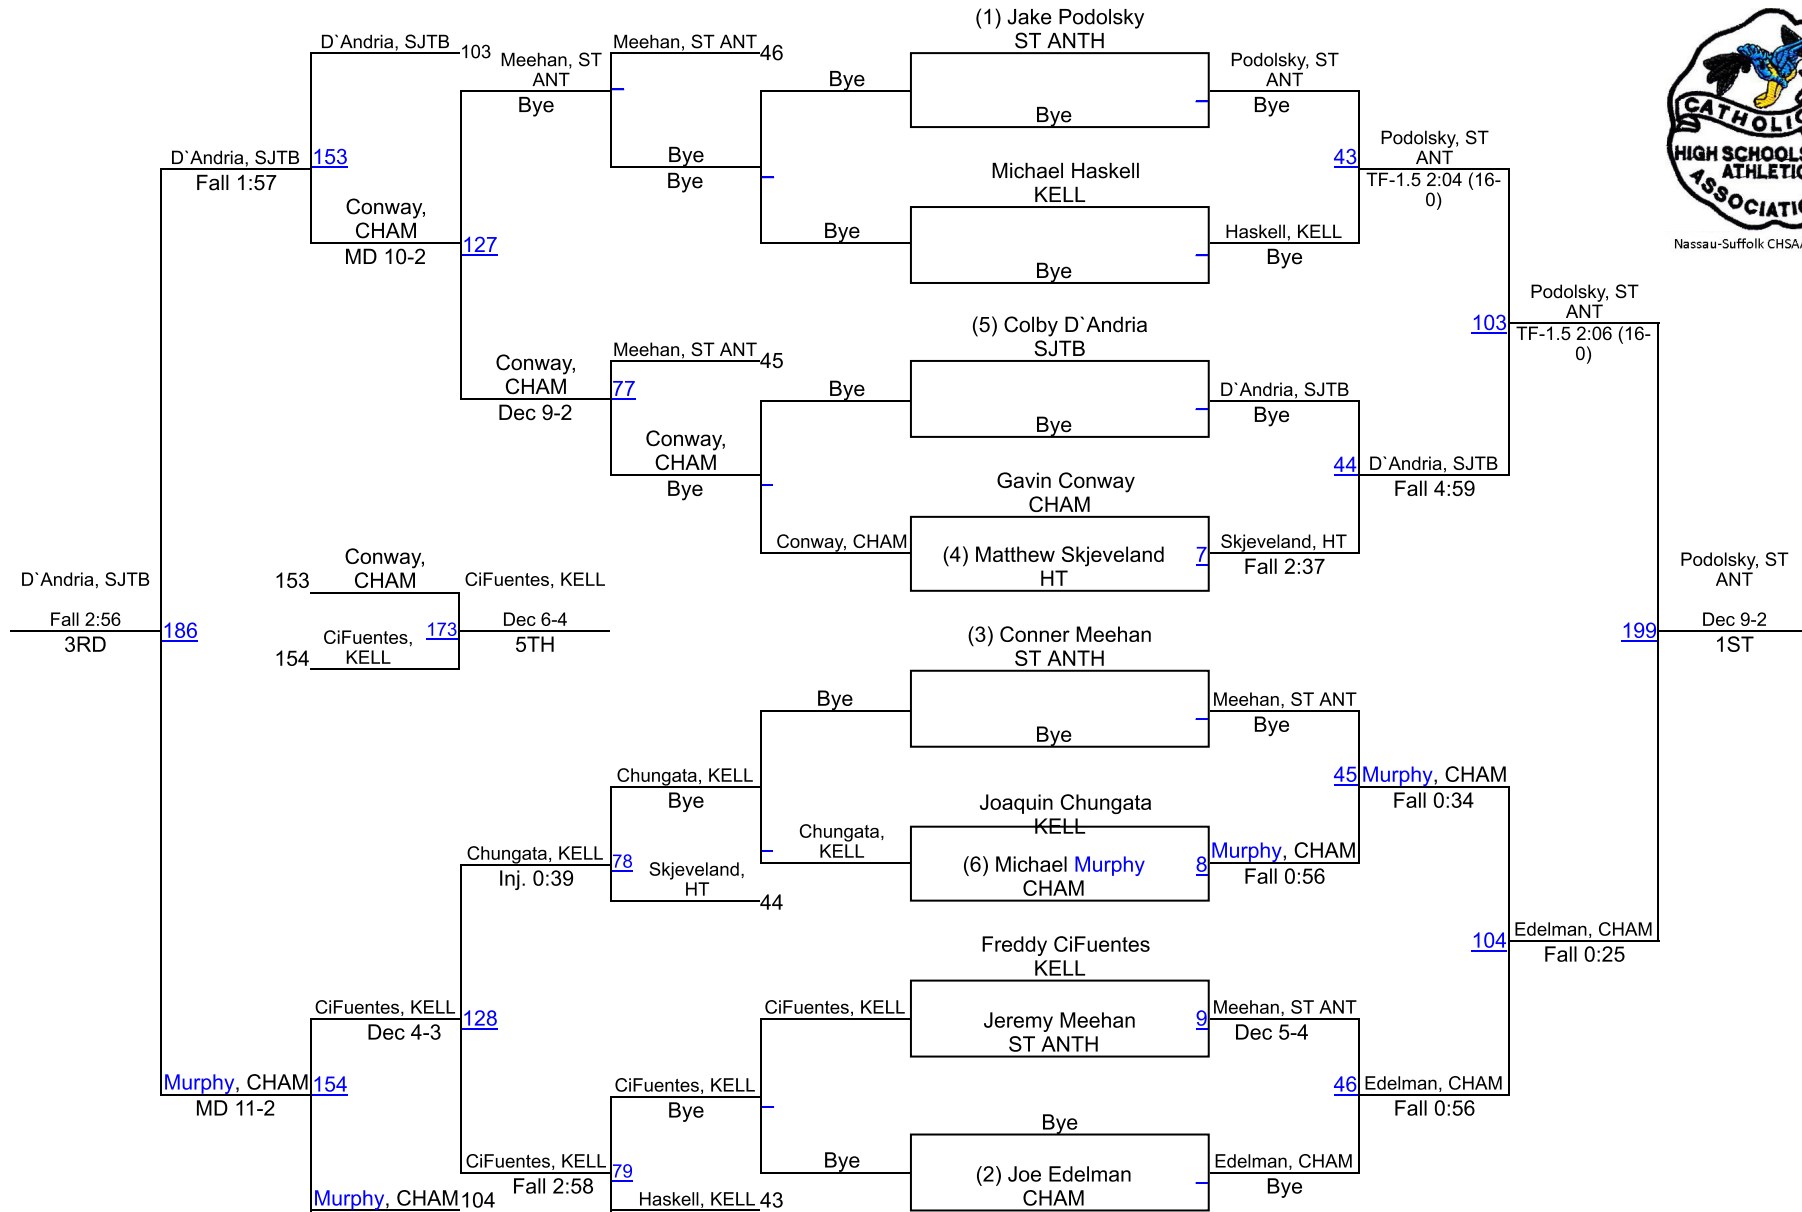 (1) Jake Podolsky
ST ANTH
Bye
Michael Haskell
KELL
Bye
(5) Colby D`Andria
SJTB
Bye
Gavin Conway
CHAM
(4) Matthew Skjeveland
HT
7
(3) Conner Meehan
ST ANTH
Bye
Joaquin Chungata
KELL
(6) Michael Murphy
CHAM
8
Freddy CiFuentes
KELL
Jeremy Meehan
ST ANTH
9
Bye
(2) Joe Edelman
CHAM
Podolsky, ST
ANT
Bye
Haskell, KELL
Bye
D`Andria, SJTB
Bye
Skjeveland, HT
Fall 2:37
Meehan, ST ANT
Bye
Murphy, CHAM
Fall 0:56
Meehan, ST ANT
Dec 5-4
Edelman, CHAM
Bye
43
Podolsky, ST
ANT
TF-1.5 2:04 (16-
0)
44
D`Andria, SJTB
Fall 4:59
45
Murphy, CHAM
Fall 0:34
46
Edelman, CHAM
Fall 0:56
103
Podolsky, ST
ANT
TF-1.5 2:06 (16-
0)
104
Edelman, CHAM
Fall 0:25
199
Podolsky, ST
ANT
Dec 9-2
1ST
Bye
Bye
Bye
Conway, CHAM
Bye
Chungata,
KELL
CiFuentes, KELL
Bye
Meehan, ST ANT
46
Bye
Bye
Meehan, ST ANT
45
Conway,
CHAM
Bye
Chungata, KELL
Bye
Skjeveland,
HT
44
CiFuentes, KELL
Bye
Haskell, KELL
43
Meehan, ST
ANT
Bye
Conway,
CHAM
Dec 9-2
77
Chungata, KELL
Inj. 0:39
78
CiFuentes, KELL
Fall 2:58
79
D`Andria, SJTB
103
Conway,
CHAM
MD 10-2
127
CiFuentes, KELL
Dec 4-3
128
Murphy, CHAM
104
D`Andria, SJTB
Fall 1:57
153
Murphy, CHAM
MD 11-2
154
153
Conway,
CHAM
154
CiFuentes,
KELL
173
CiFuentes, KELL
Dec 6-4
5TH
D`Andria, SJTB
Fall 2:56
3RD
186
HIGH SCHOOLS